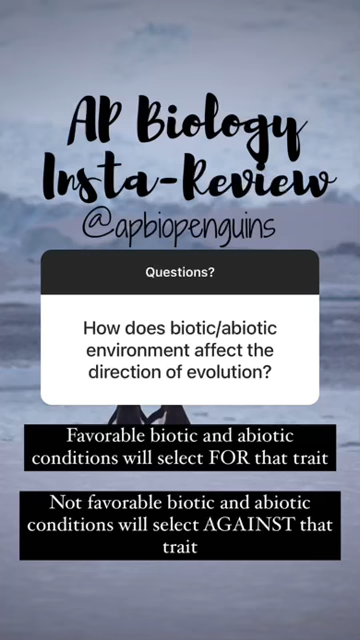 AP Biology
Insta-Review
@apbiopenguins
Questions?
How does biotic/abiotic
environment affect the
direction of evolution?
Favorable biotic and abiotic
conditions will select FOR that trait
Not favorable biotic and abiotic
conditions will select AGAINST that
trait